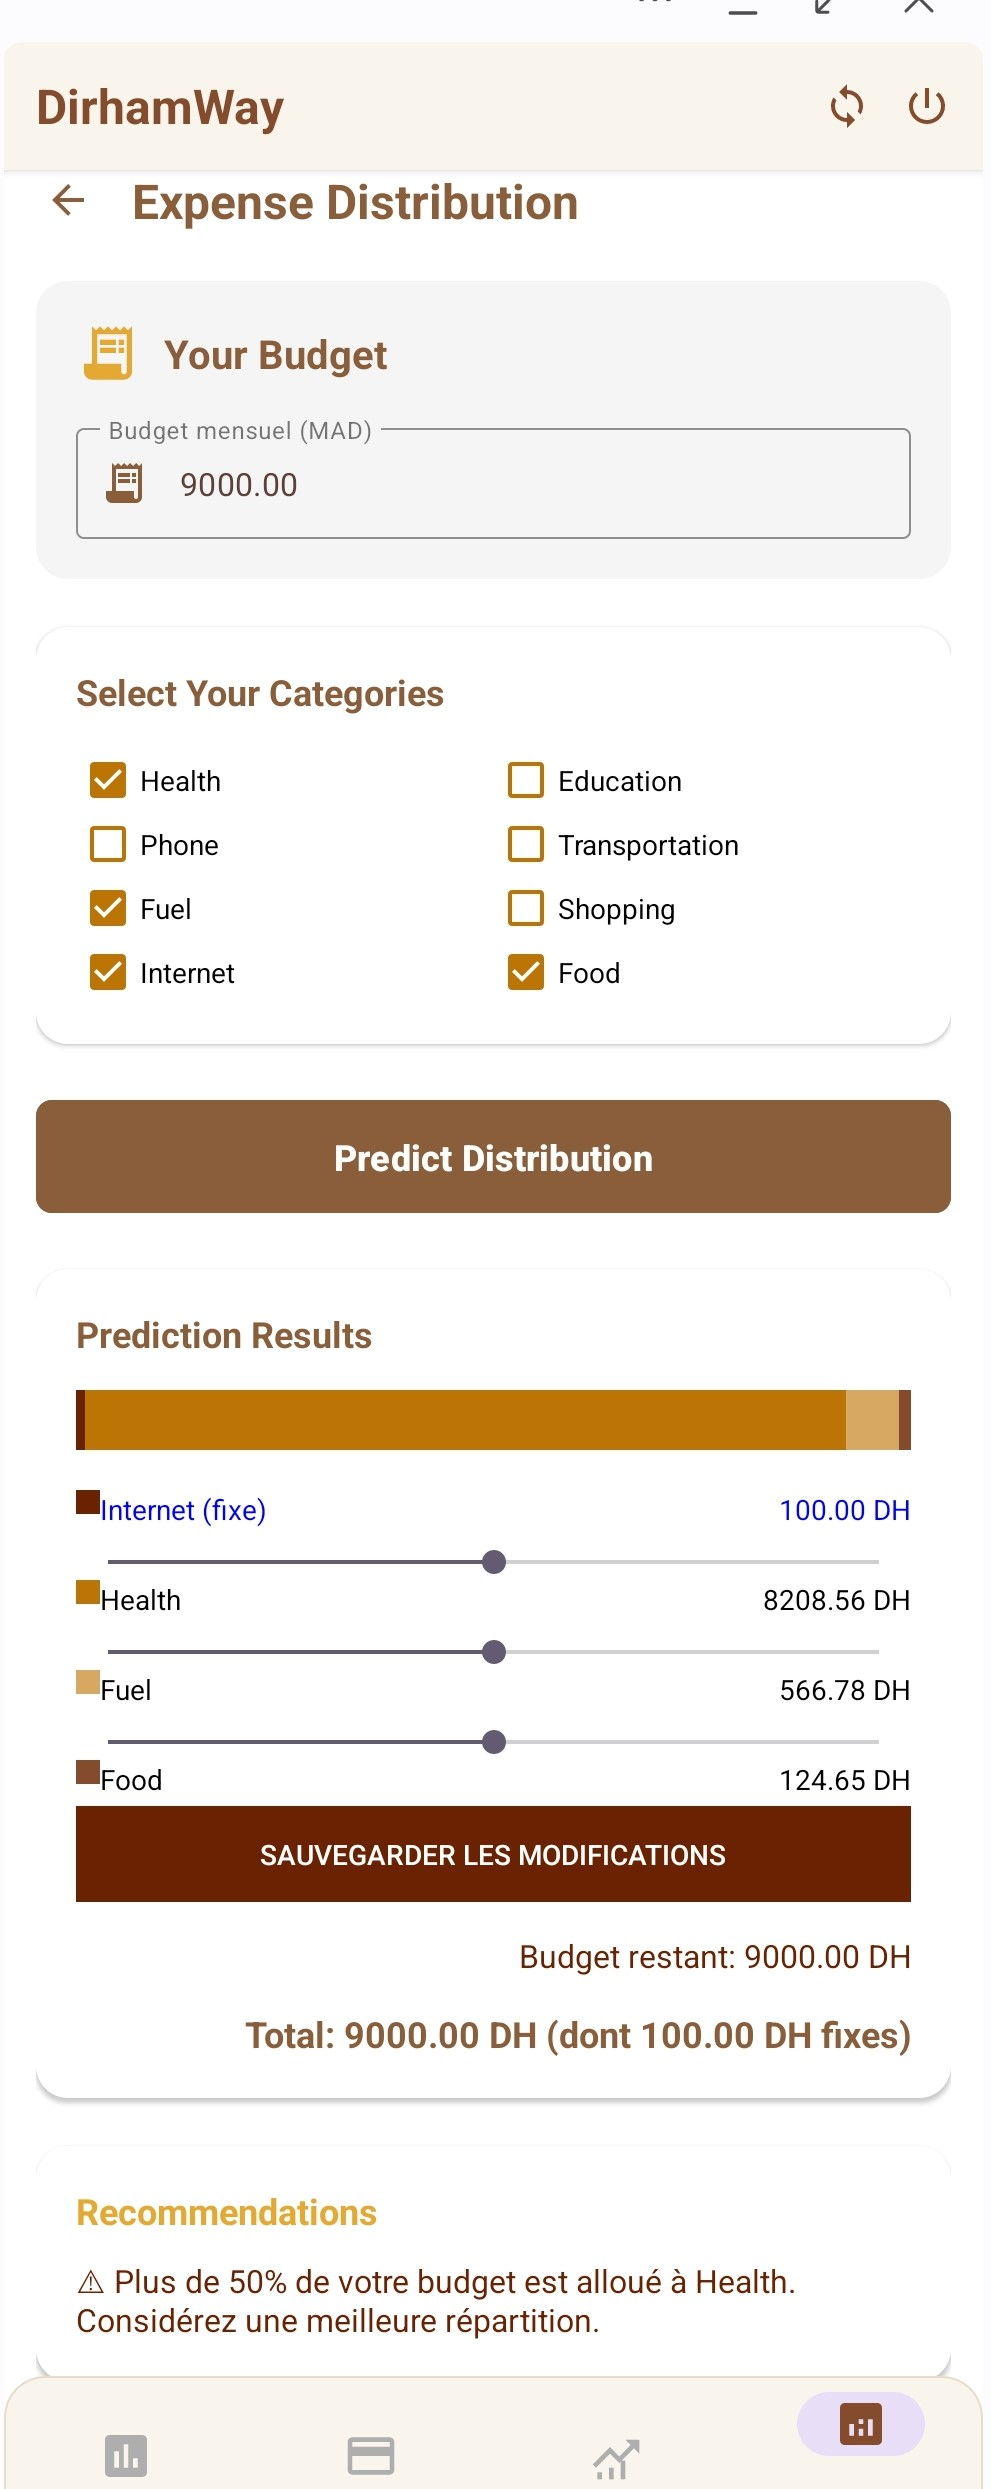 DirhamWay
Expense Distribution
Your Budget
Budget mensuel (MAD)
9000.00
Select Your Categories
Health
Education
Phone
Transportation
Fuel
Shopping
Internet
Food
Predict Distribution
Prediction Results
Internet (fixe) 100.00 DH
Health 8208.56 DH
Fuel 566.78 DH
Food 124.65 DH
SAUVEGARDER LES MODIFICATIONS
Budget restant: 9000.00 DH
Total: 9000.00 DH (dont 100.00 DH fixes)
Recommendations
⚠ Plus de 50% de votre budget est alloué à Health.
Considérez une meilleure répartition.